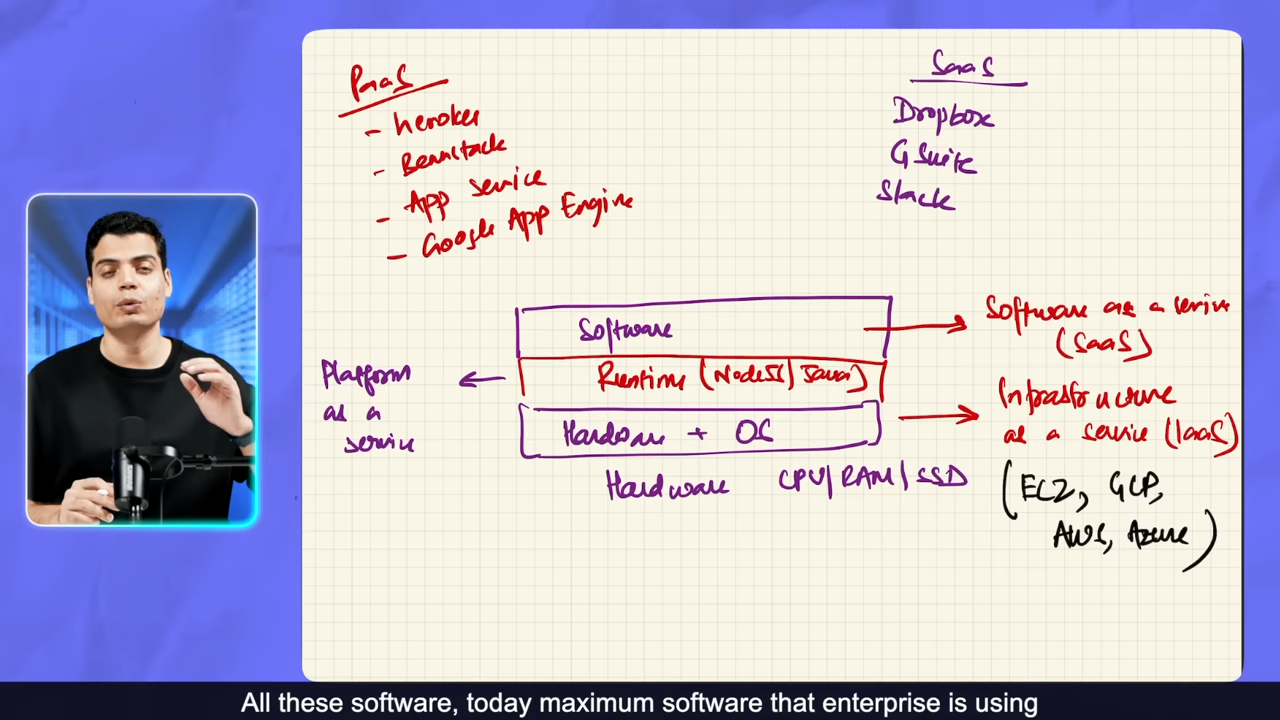 PaaS
- heroku
- Beanstack
- App service
- Google App Engine
SaaS
Dropbox
GSuite
Slack
Software
Runtime (NodeJS | Java)
Hardware + OS
Hardware CPU/RAM/SSD
Platform
as a
service
Software as a service
(SaaS)
Infrastructure
as a service (IaaS)
(EC2, GCP,
AWS, Azure)
All these software, today maximum software that enterprise is using